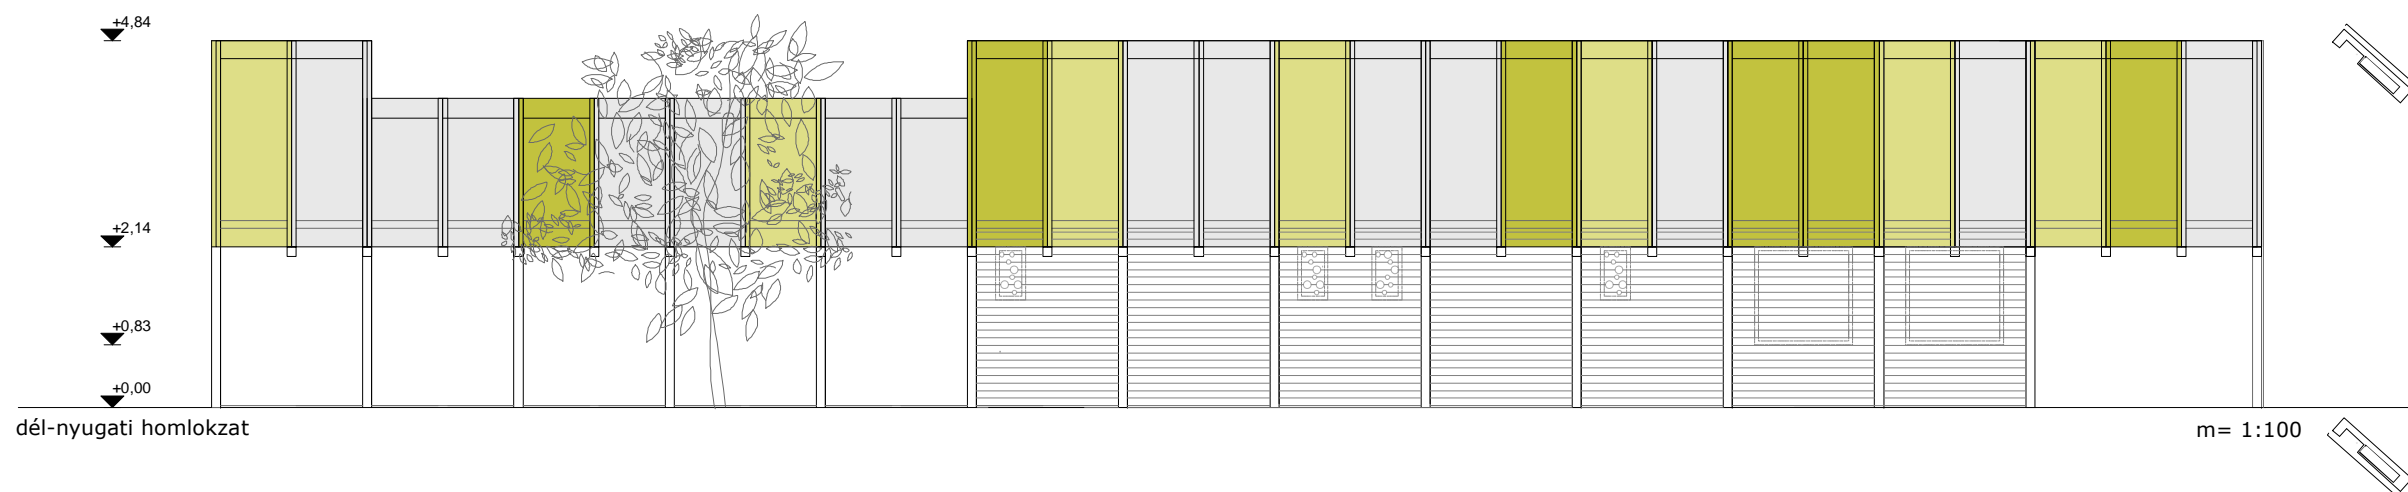 +4,84
+2,14
+0,83
+0,00
dél-nyugati homlokzat
m= 1:100